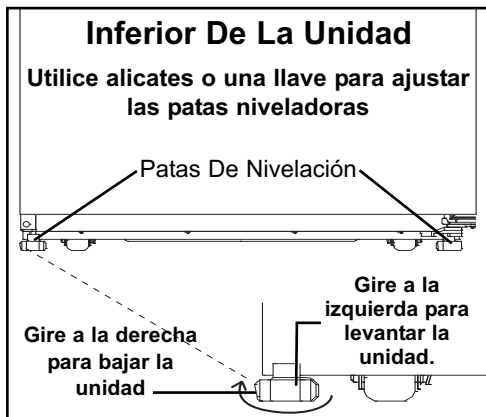 Inferior De La Unidad
Utilice alicates o una llave para ajustar
las patas niveladoras
Patas De Nivelación
Gire a la
izquierda para
levantar la
unidad.
Gire a la derecha
para bajar la
unidad